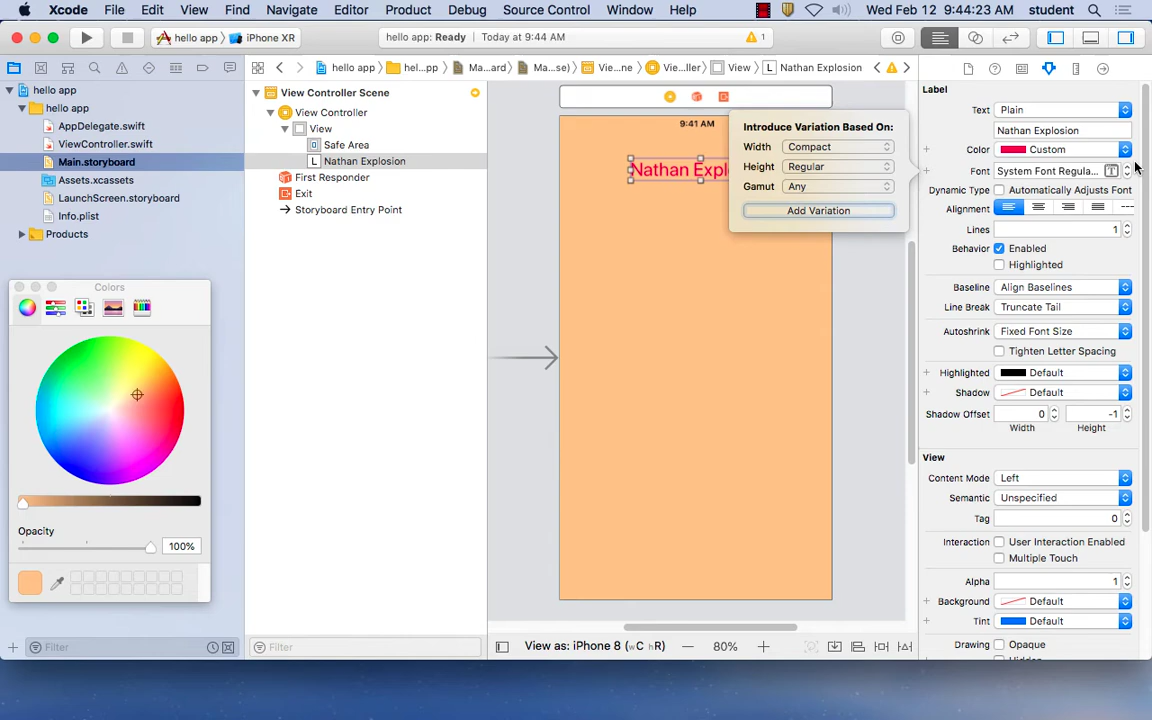 Xcode File Edit View Find Navigate Editor Product Debug Source Control Window Help Wed Feb 12 9:44:23 AM student
hello app iPhone XR hello app: Ready Today at 9:44 AM 1
hello app hel...pp Ma...ard Ma...se) Vie...ne Vie...ller View L Nathan Explosion
hello app
hello app
AppDelegate.swift
ViewController.swift
Main.storyboard
Assets.xcassets
LaunchScreen.storyboard
Info.plist
Products
View Controller Scene
View Controller
View
Safe Area
L Nathan Explosion
First Responder
Exit
Storyboard Entry Point
9:41 AM
Nathan Expl
Introduce Variation Based On:
Width Compact
Height Regular
Gamut Any
Add Variation
Label
Text Plain
Nathan Explosion
Color Custom
Font System Font Regula... T
Dynamic Type Automatically Adjusts Font
Alignment
Lines 1
Behavior Enabled
Highlighted
Baseline Align Baselines
Line Break Truncate Tail
Autoshrink Fixed Font Size
Tighten Letter Spacing
Highlighted Default
Shadow Default
Shadow Offset 0 -1
Width Height
View
Content Mode Left
Semantic Unspecified
Tag 0
Interaction User Interaction Enabled
Multiple Touch
Alpha 1
Background Default
Tint Default
Drawing Opaque
Colors
Opacity
100%
Filter
Filter
View as: iPhone 8 (wC hR)
80%